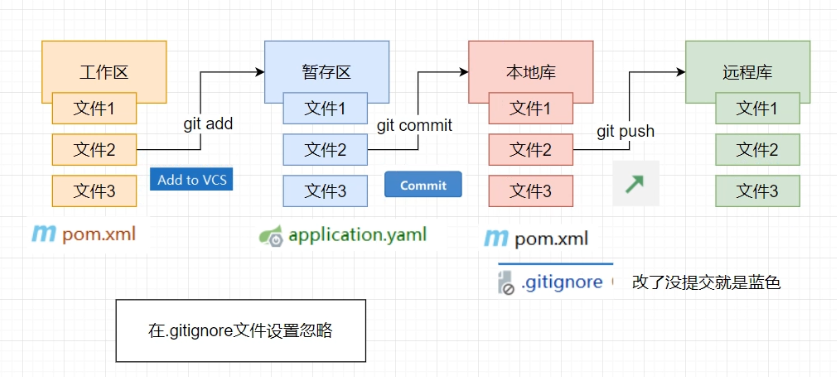 工作区
暂存区
本地库
远程库
文件1
文件1
文件1
文件1
git add
git commit
git push
文件2
文件2
文件2
文件2
Add to VCS
Commit
文件3
文件3
文件3
文件3
m pom.xml
application.yaml
m pom.xml
.gitignore
改了没提交就是蓝色
在.gitignore文件设置忽略